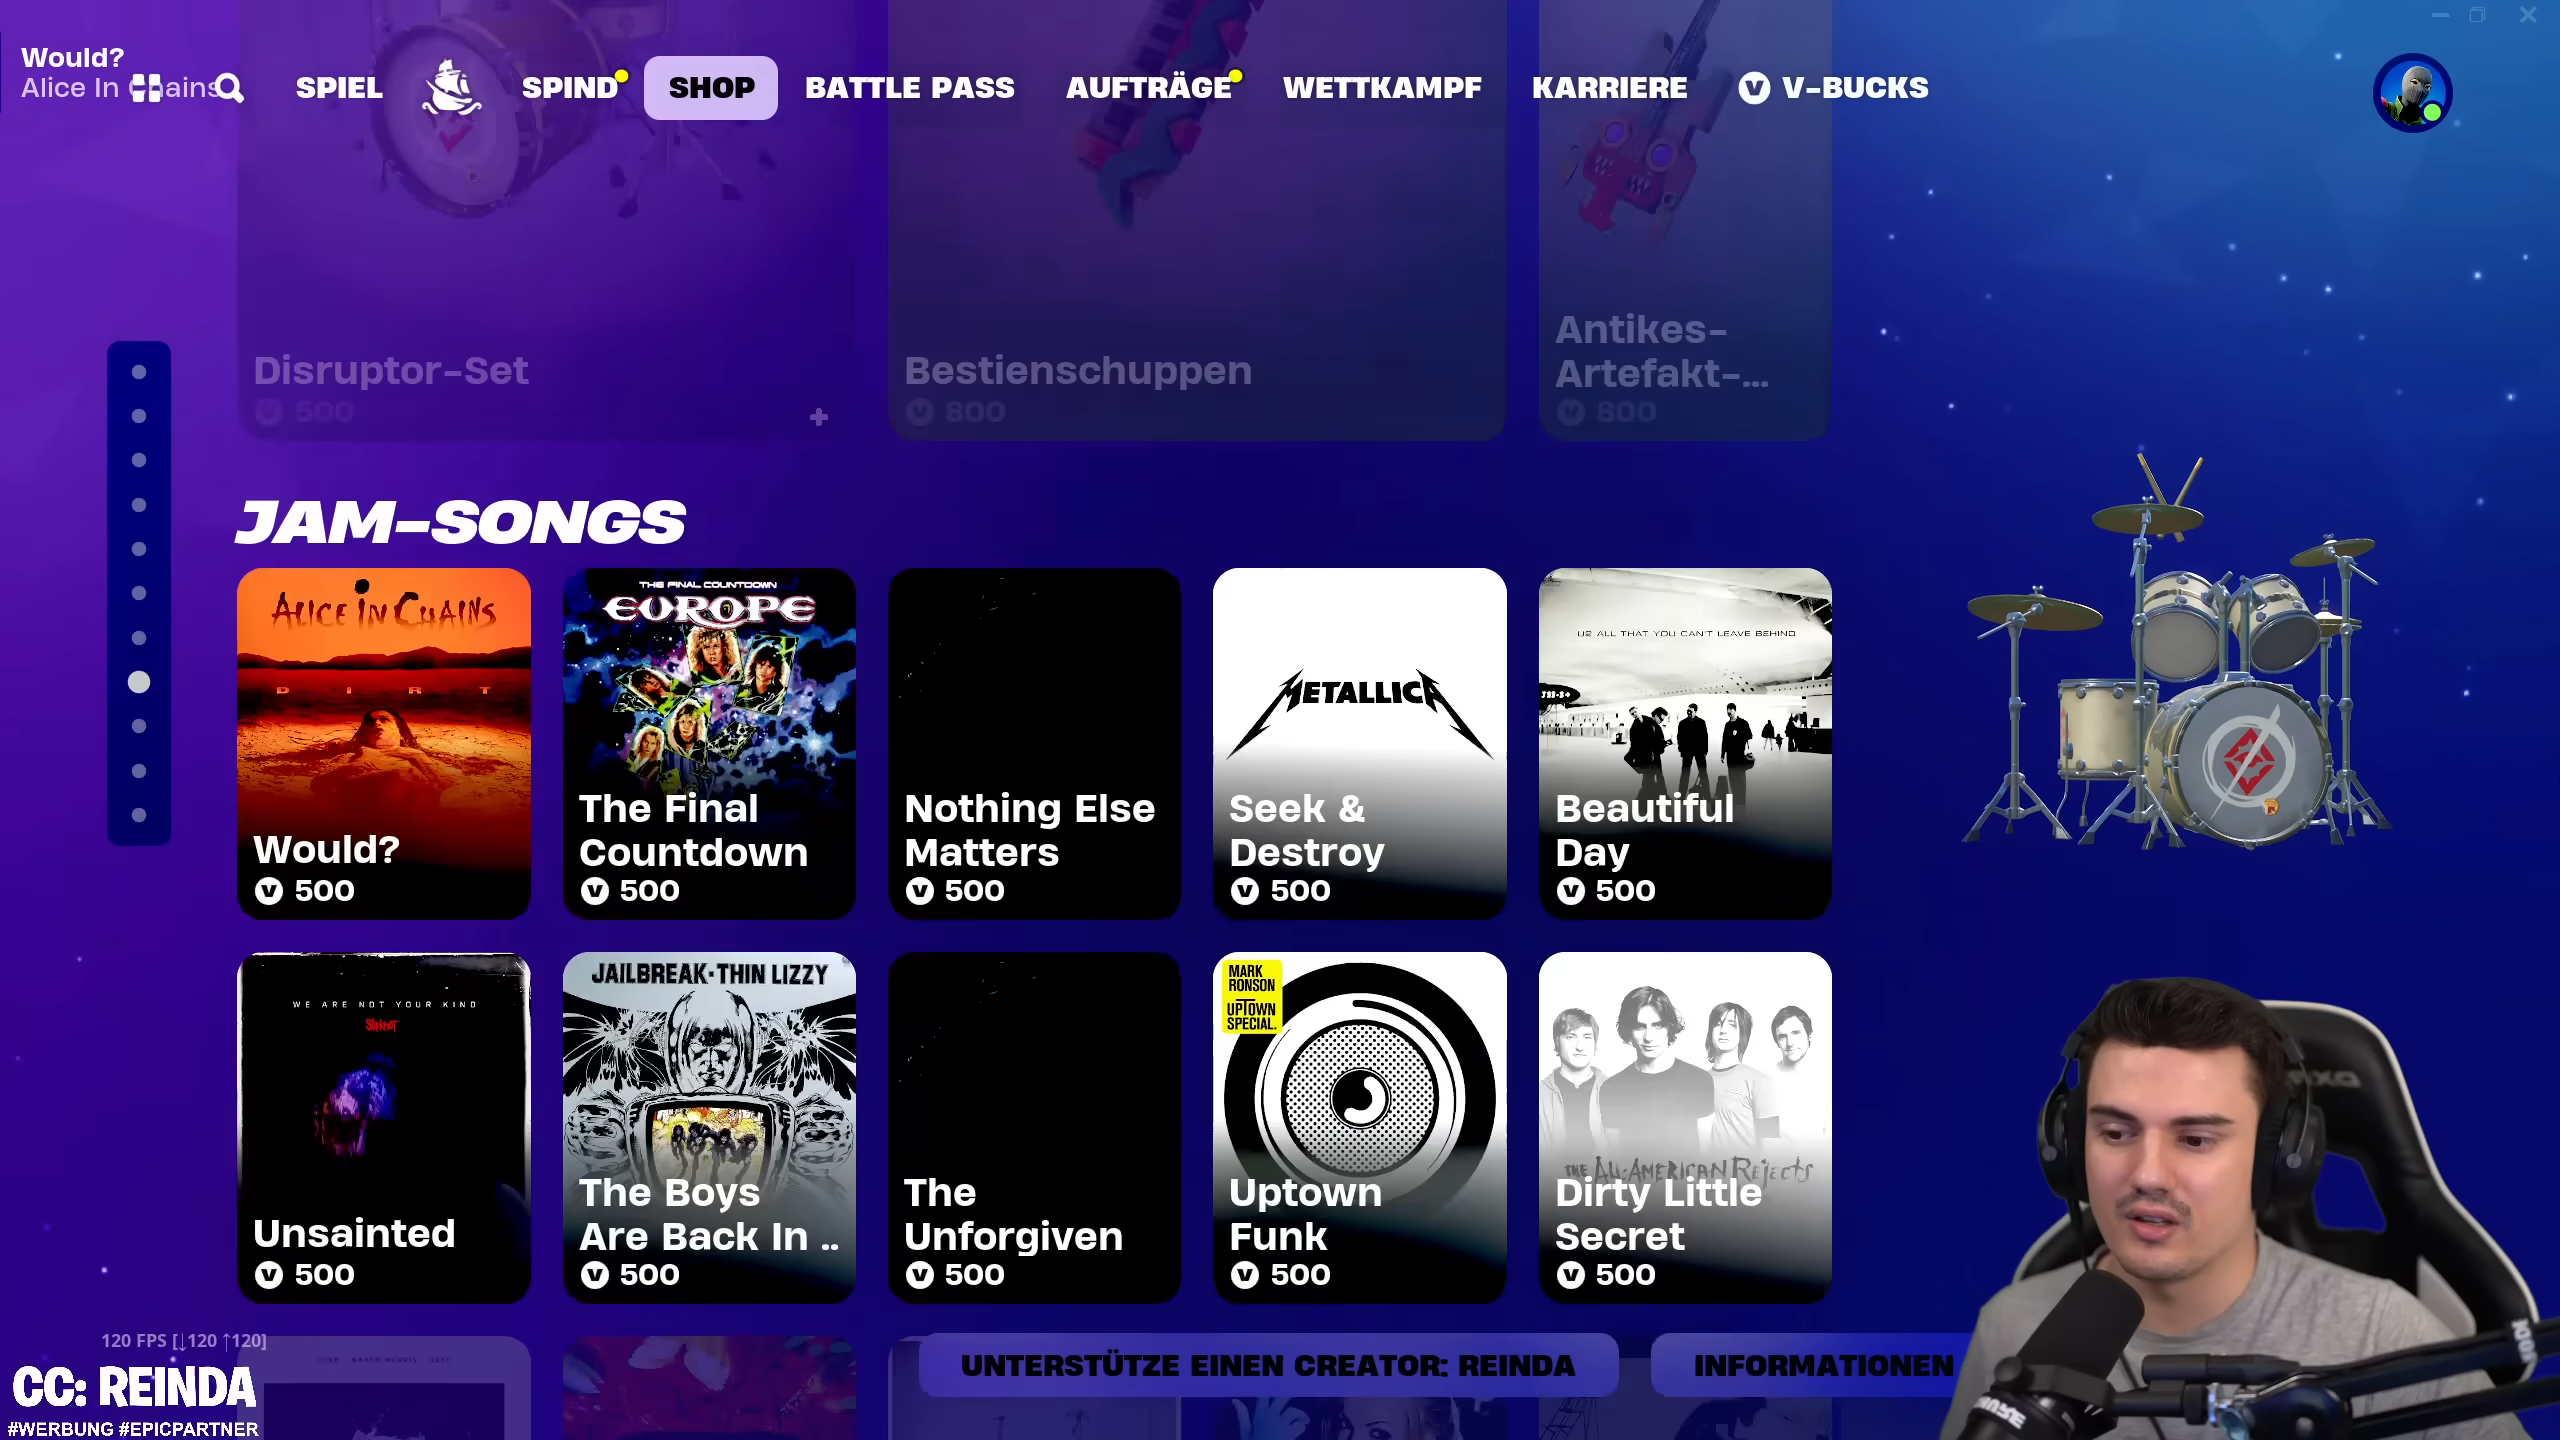 Would?
Alice In Chains
SPIEL
SPIND
SHOP
BATTLE PASS
AUFTRÄGE
WETTKAMPF
KARRIERE
V-BUCKS
Disruptor-Set
500
Bestienschuppen
800
Antikes-
Artefakt-...
800
JAM-SONGS
ALICE IN CHAINS
DIRT
Would?
500
THE FINAL COUNTDOWN
EUROPE
The Final
Countdown
500
Nothing Else
Matters
500
METALLICA
Seek &
Destroy
500
U2 ALL THAT YOU CAN'T LEAVE BEHIND
J33-3
Beautiful
Day
500
WE ARE NOT YOUR KIND
SLIPKNOT
Unsainted
500
JAILBREAK·THIN LIZZY
The Boys
Are Back In ..
500
The
Unforgiven
500
MARK
RONSON
UPTOWN
SPECIAL.
Uptown
Funk
500
THE ALL-AMERICAN REJECTS
Dirty Little
Secret
500
120 FPS [↓120 ↑120]
CC: REINDA
#WERBUNG #EPICPARTNER
UNTERSTÜTZE EINEN CREATOR: REINDA
INFORMATIONEN